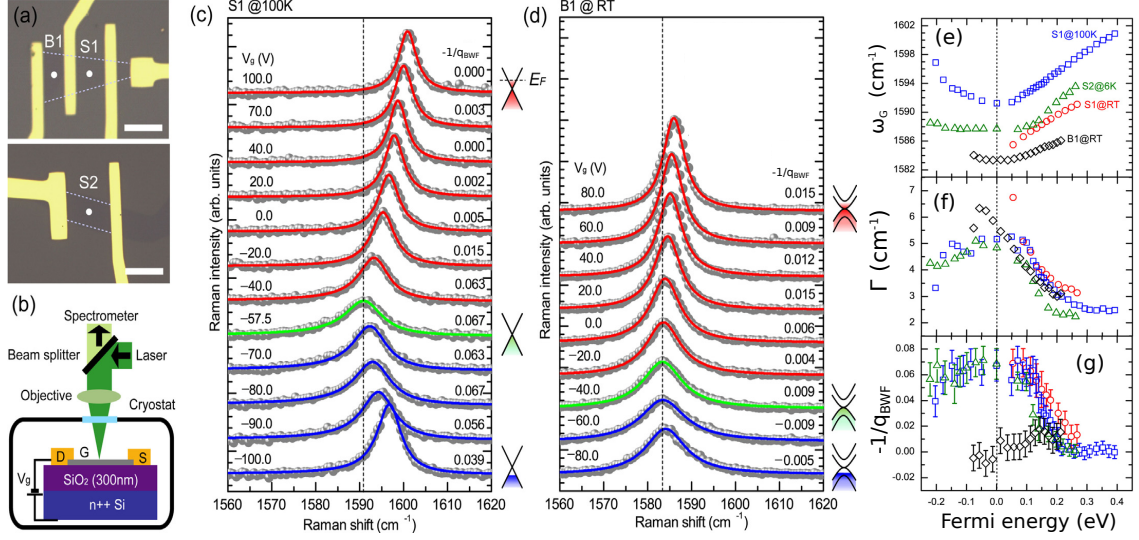 (a)
B1
S1
S2
(b)
Spectrometer
Beam splitter
Laser
Objective
Cryostat
D
G
S
Vg
SiO₂ (300nm)
n++ Si
(c)
S1 @100K
Vg (V)
-1/qBWF
100.0
0.000
EF
70.0
0.003
40.0
0.000
20.0
0.002
0.0
0.005
−20.0
0.015
−40.0
0.063
−57.5
0.067
−70.0
0.063
−80.0
0.067
−90.0
0.056
−100.0
0.039
Raman intensity (arb. units)
1560 1570 1580 1590 1600 1610 1620
Raman shift (cm⁻¹)
(d)
B1 @ RT
Vg (V)
-1/qBWF
80.0
0.015
60.0
0.009
40.0
0.012
20.0
0.015
0.0
0.006
−20.0
0.004
−40.0
0.009
−60.0
−0.009
−80.0
−0.005
Raman intensity (arb. units)
1560 1570 1580 1590 1600 1610 1620
Raman shift (cm⁻¹)
(e)
ωG (cm⁻¹)
1602
1598
1594
1590
1586
1582
S1@100K
S2@6K
S1@RT
B1@RT
(f)
Γ (cm⁻¹)
7
6
5
4
3
2
(g)
-1/qBWF
0.08
0.06
0.04
0.02
0.00
-0.2 -0.1 0.0 0.1 0.2 0.3 0.4
Fermi energy (eV)